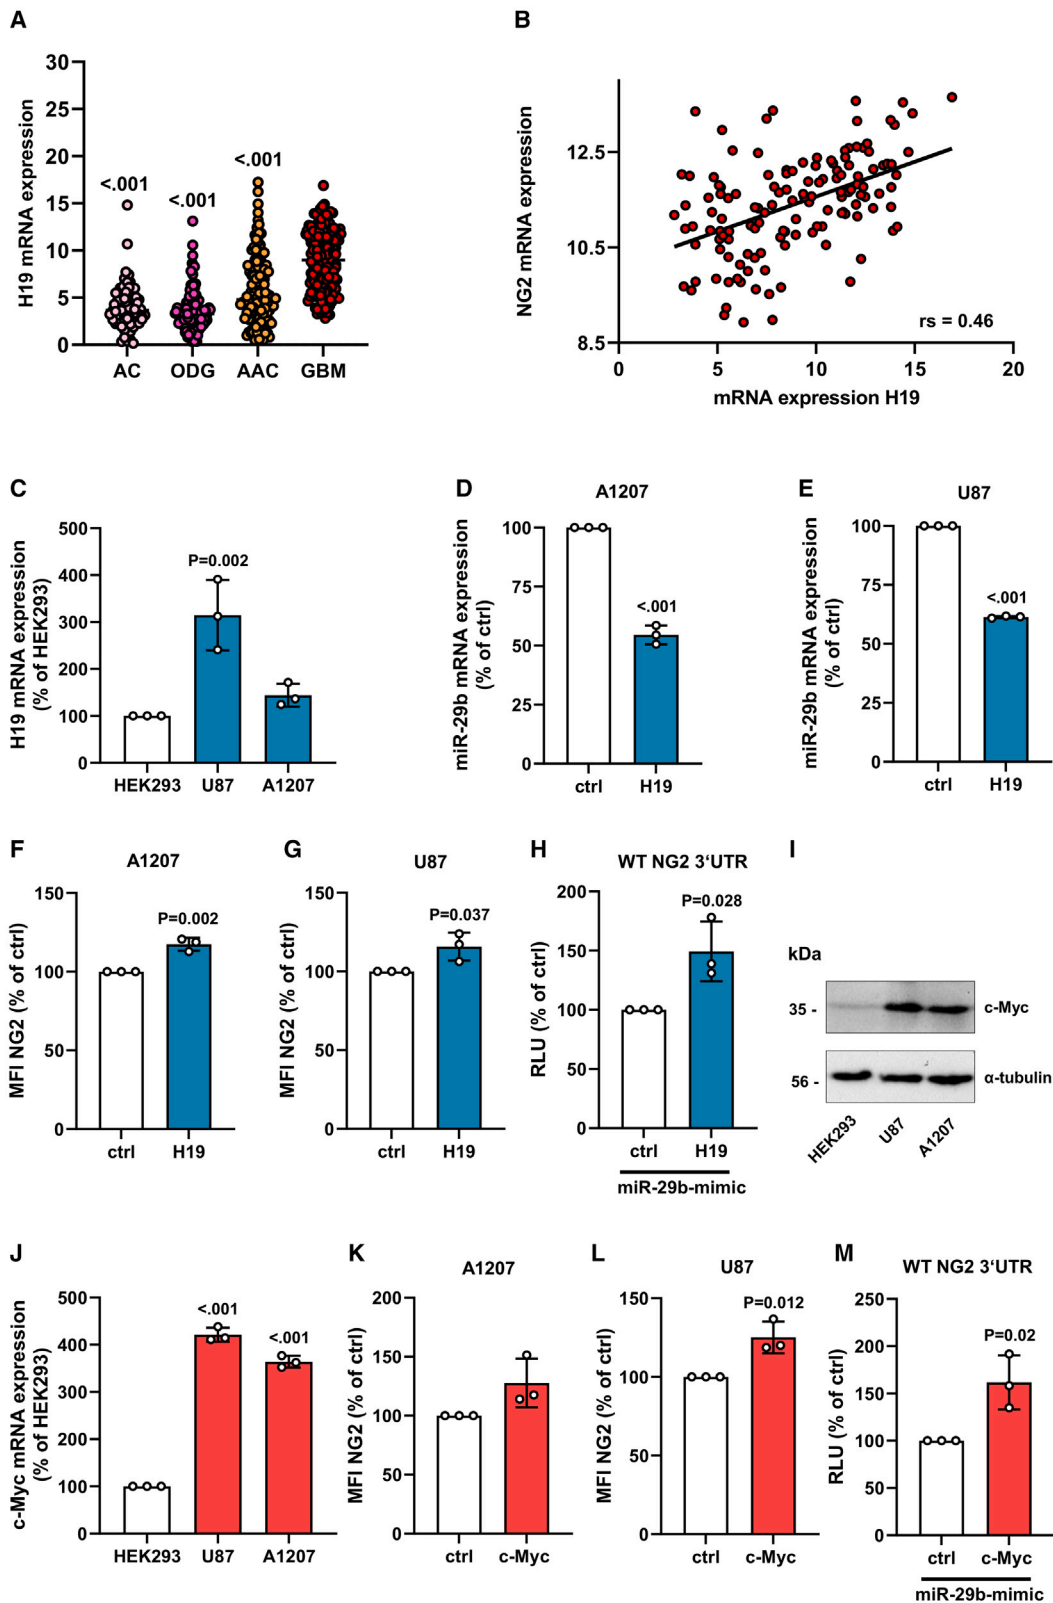 A
H19 mRNA expression
30
25
20
15
10
5
0
<.001
<.001
<.001
AC
ODG
AAC
GBM
B
NG2 mRNA expression
12.5
10.5
8.5
rs = 0.46
0
5
10
15
20
mRNA expression H19
C
H19 mRNA expression
(% of HEK293)
500
400
300
200
100
0
P=0.002
HEK293
U87
A1207
D
A1207
miR-29b mRNA expression
(% of ctrl)
100
75
50
25
0
<.001
ctrl
H19
E
U87
miR-29b mRNA expression
(% of ctrl)
100
75
50
25
0
<.001
ctrl
H19
F
A1207
MFI NG2 (% of ctrl)
150
100
50
0
P=0.002
ctrl
H19
G
U87
MFI NG2 (% of ctrl)
150
100
50
0
P=0.037
ctrl
H19
H
WT NG2 3‘UTR
RLU (% of ctrl)
200
150
100
50
0
P=0.028
ctrl
H19
miR-29b-mimic
I
kDa
35 -
c-Myc
56 -
α-tubulin
HEK293
U87
A1207
J
c-Myc mRNA expression
(% of HEK293)
500
400
300
200
100
0
<.001
<.001
HEK293
U87
A1207
K
A1207
MFI NG2 (% of ctrl)
200
150
100
50
0
ctrl
c-Myc
L
U87
MFI NG2 (% of ctrl)
150
100
50
0
P=0.012
ctrl
c-Myc
M
WT NG2 3‘UTR
RLU (% of ctrl)
250
200
150
100
50
0
P=0.02
ctrl
c-Myc
miR-29b-mimic